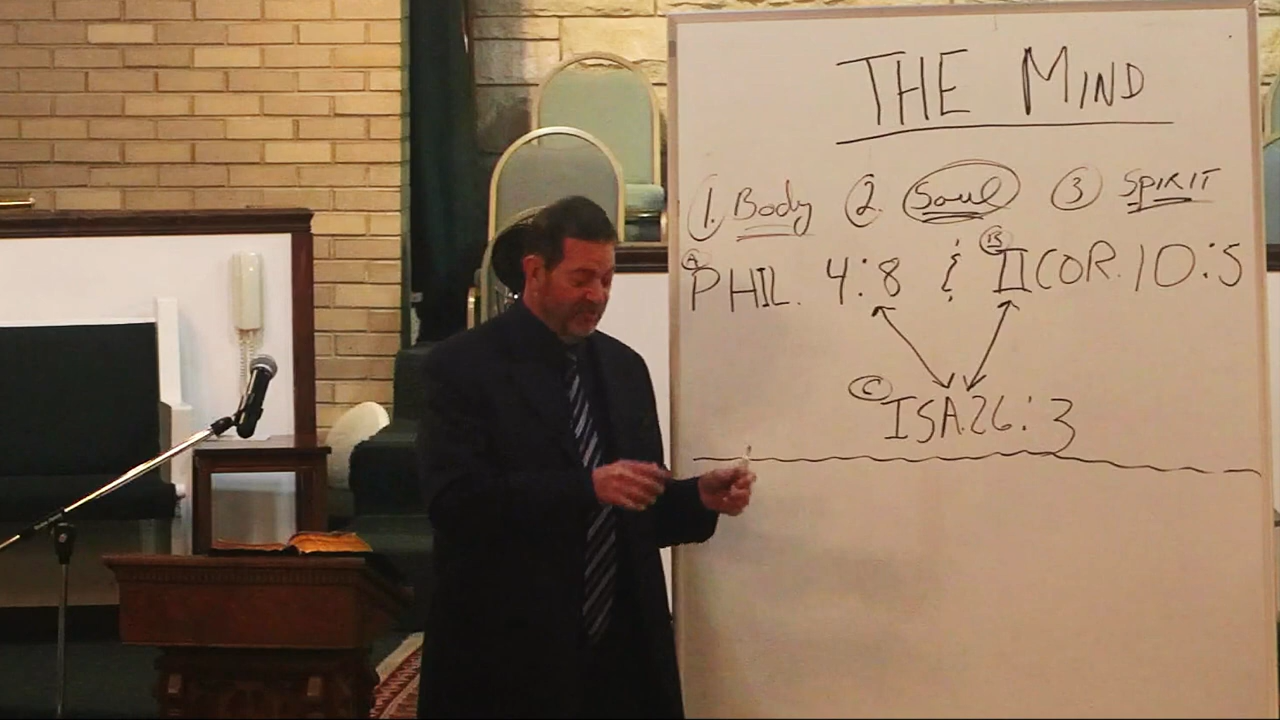 THE MIND
1. Body 2. Soul 3 SPIRIT
A PHIL. 4:8 & B II COR. 10:5
C ISA.26:3